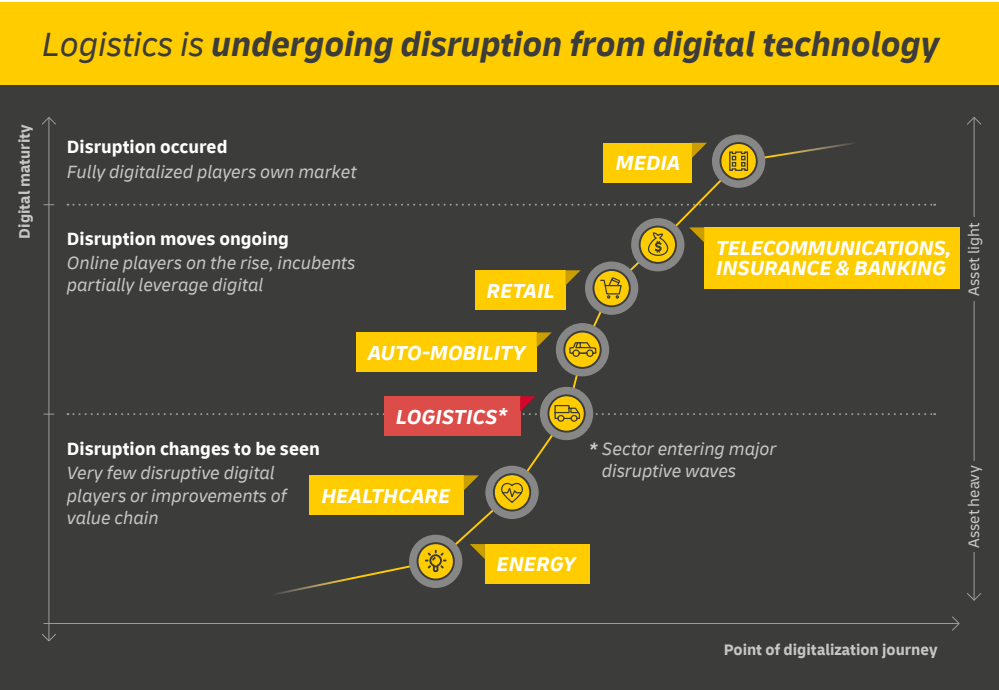 Logistics is undergoing disruption from digital technology
Digital maturity
Disruption occured
Fully digitalized players own market
MEDIA
Disruption moves ongoing
Online players on the rise, incubents
partially leverage digital
TELECOMMUNICATIONS,
INSURANCE & BANKING
Asset light
RETAIL
AUTO-MOBILITY
LOGISTICS*
Disruption changes to be seen
Very few disruptive digital
players or improvements of
value chain
* Sector entering major
disruptive waves
HEALTHCARE
Asset heavy
ENERGY
Point of digitalization journey